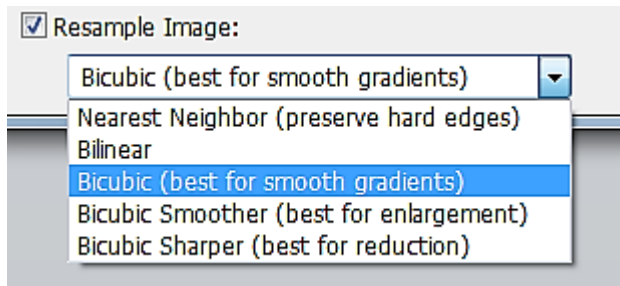 Resample Image:
Bicubic (best for smooth gradients)
Nearest Neighbor (preserve hard edges)
Bilinear
Bicubic (best for smooth gradients)
Bicubic Smoother (best for enlargement)
Bicubic Sharper (best for reduction)